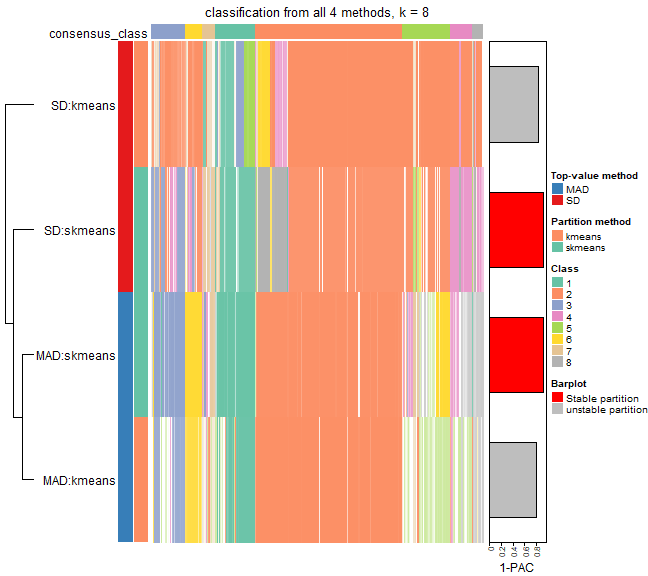 classification from all 4 methods, k = 8
consensus_class
SD:kmeans
SD:skmeans
MAD:skmeans
MAD:kmeans
Top-value method
MAD
SD
Partition method
kmeans
skmeans
Class
1
2
3
4
5
6
7
8
Barplot
Stable partition
unstable partition
0
0.2
0.4
0.6
0.8
1-PAC